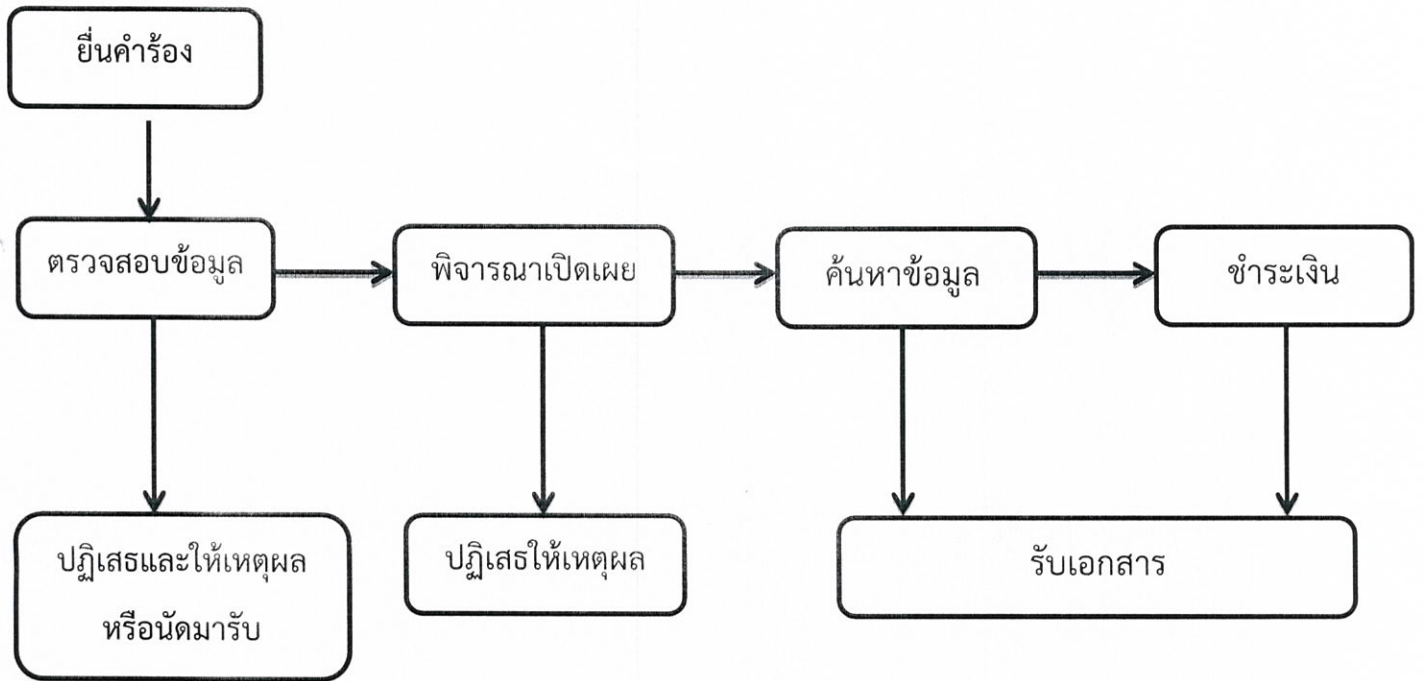 ยื่นคำร้อง
ตรวจสอบข้อมูล
พิจารณาเปิดเผย
ค้นหาข้อมูล
ชำระเงิน
ปฏิเสธและให้เหตุผล
หรือนัดมารับ
ปฏิเสธให้เหตุผล
รับเอกสาร